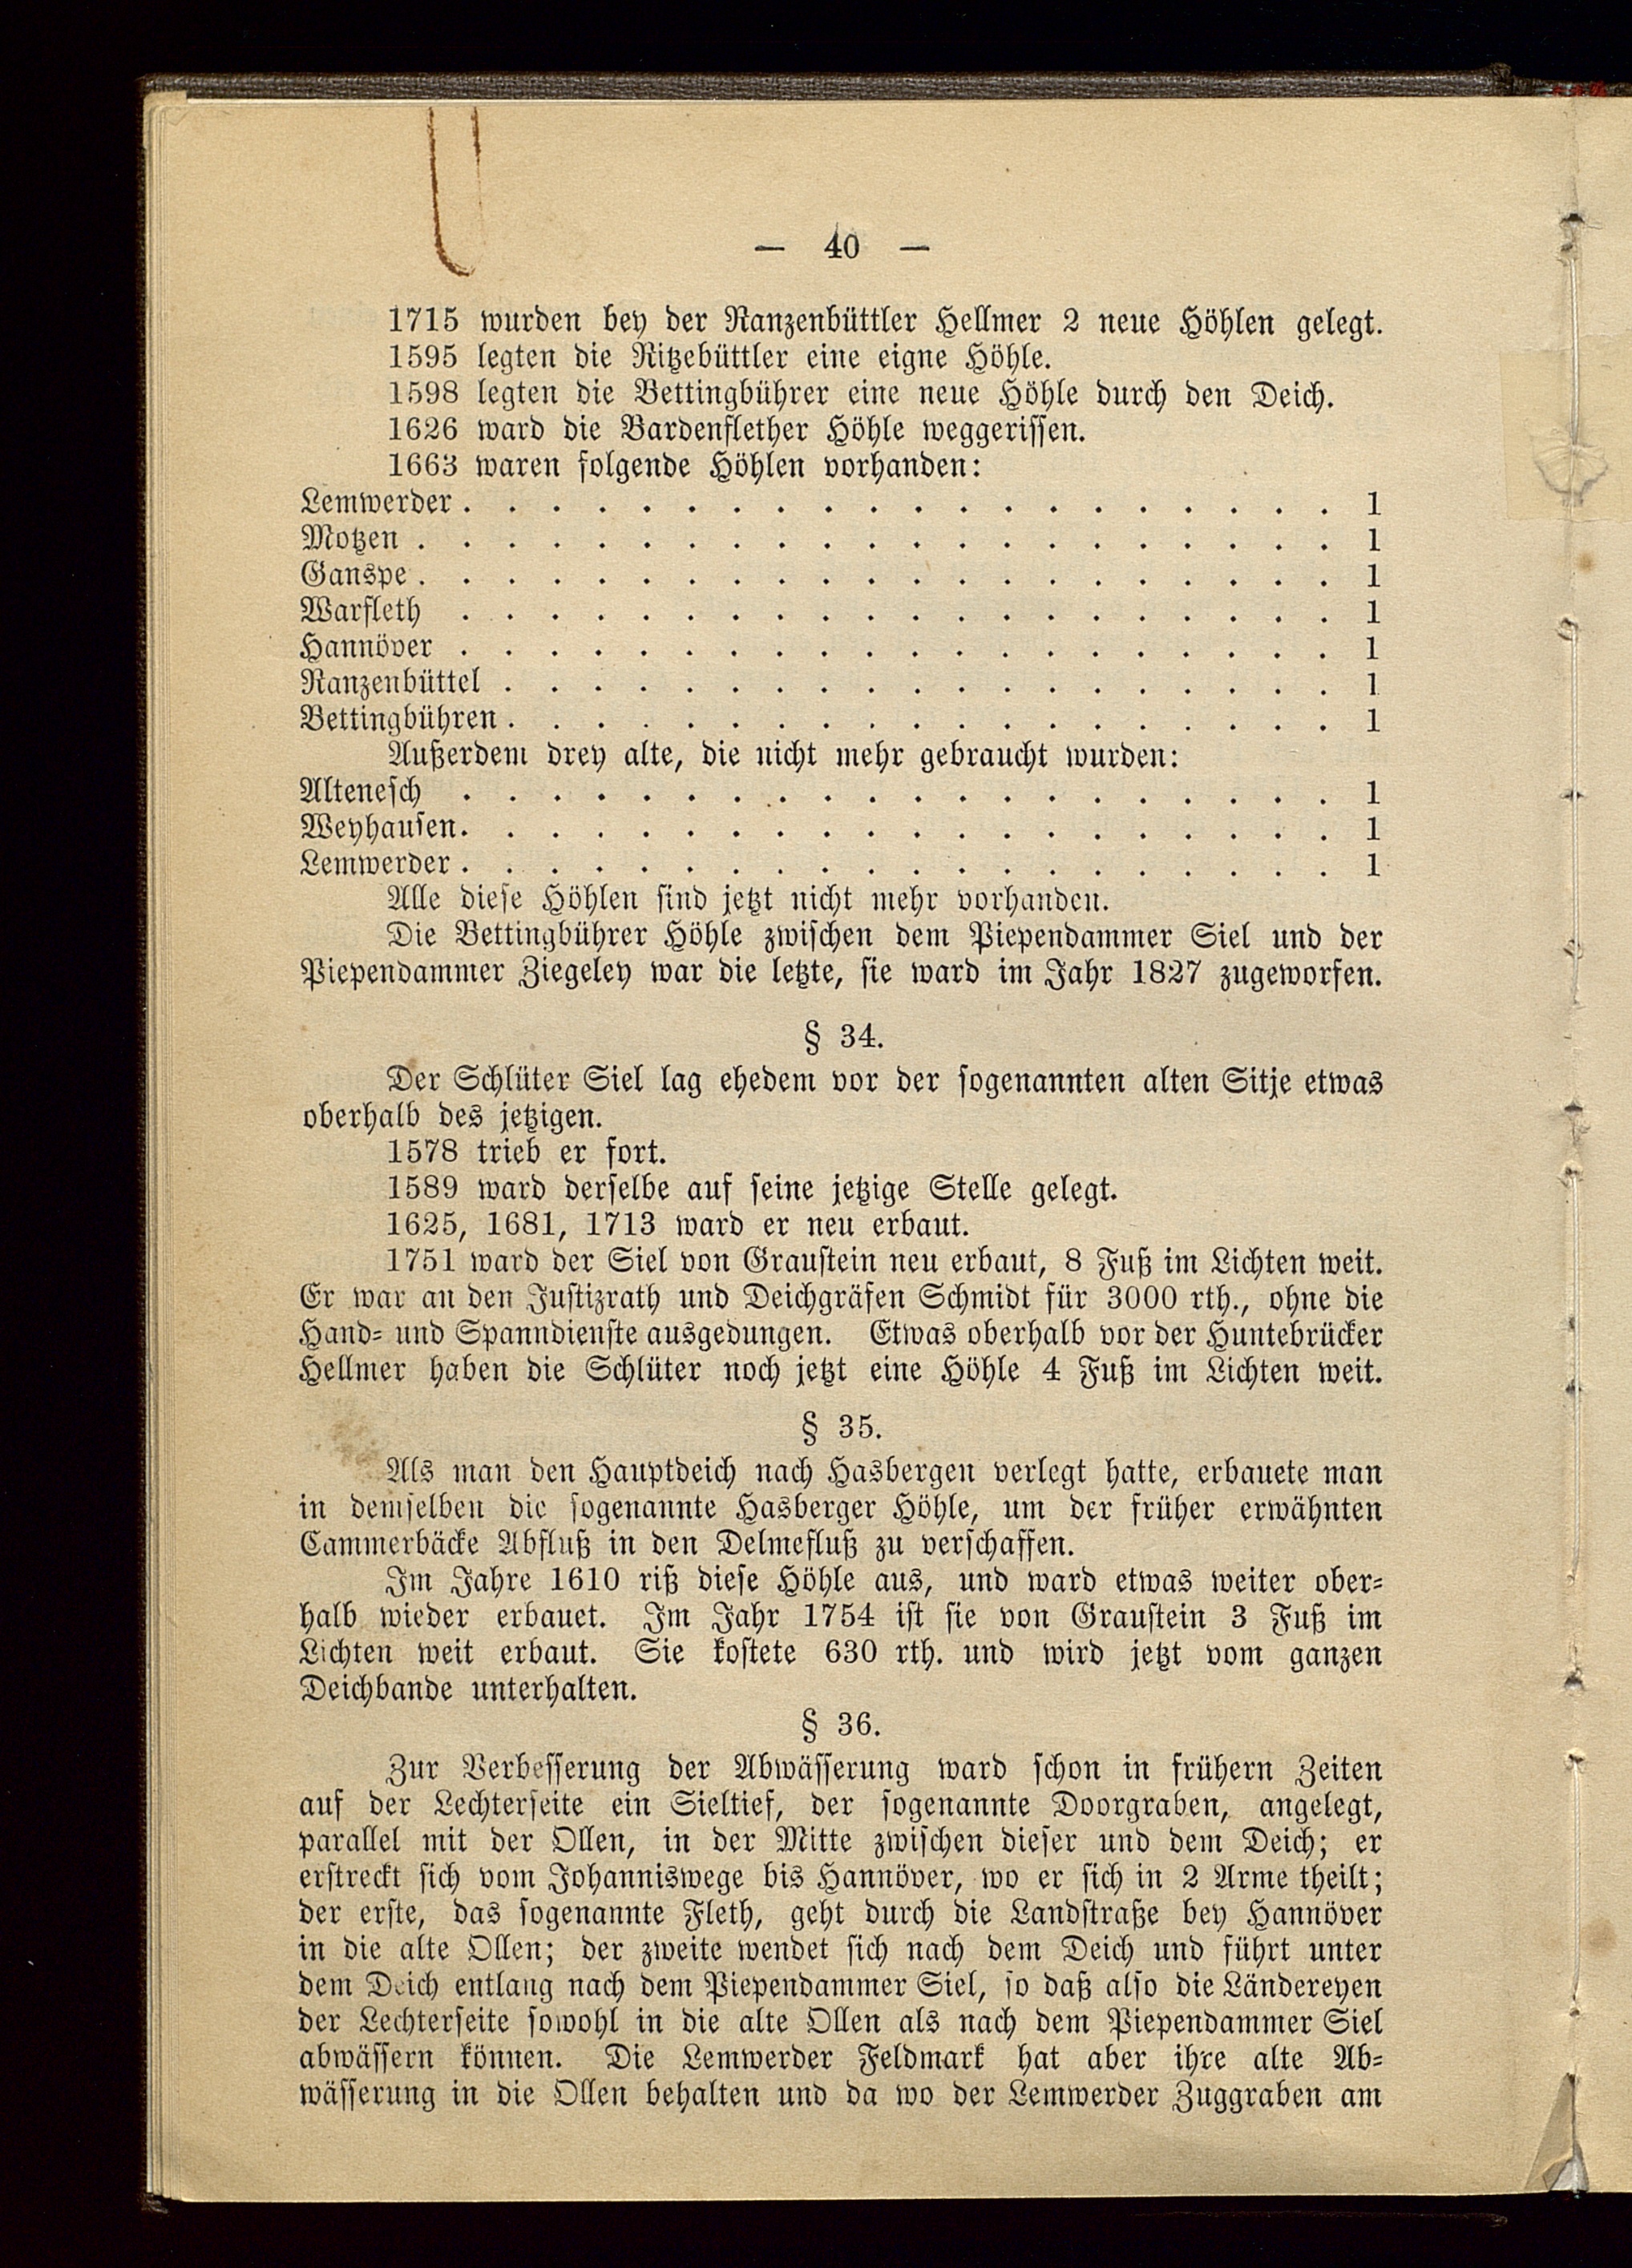 — 40 —
1715 wurden bey der Ranzenbüttler Hellmer 2 neue Höhlen gelegt.
1595 legten die Ritzebüttler eine eigne Höhle.
1598 legten die Bettingbührer eine neue Höhle durch den Deich.
1626 ward die Bardenflether Höhle weggerissen.
1663 waren folgende Höhlen vorhanden:
Lemwerder . . . . . . . . . . . . . . . . . . . . 1
Motzen . . . . . . . . . . . . . . . . . . . . . 1
Ganspe . . . . . . . . . . . . . . . . . . . . . 1
Warfleth . . . . . . . . . . . . . . . . . . . . 1
Hannöver . . . . . . . . . . . . . . . . . . . . 1
Ranzenbüttel . . . . . . . . . . . . . . . . . . . 1
Bettingbühren . . . . . . . . . . . . . . . . . . . 1
Außerdem drey alte, die nicht mehr gebraucht wurden:
Altenesch . . . . . . . . . . . . . . . . . . . . 1
Weyhausen . . . . . . . . . . . . . . . . . . . . 1
Lemwerder . . . . . . . . . . . . . . . . . . . . 1
Alle diese Höhlen sind jetzt nicht mehr vorhanden.
Die Bettingbührer Höhle zwischen dem Piependammer Siel und der
Piependammer Ziegeley war die letzte, sie ward im Jahr 1827 zugeworfen.
§ 34.
Der Schlüter Siel lag ehedem vor der sogenannten alten Sitje etwas
oberhalb des jetzigen.
1578 trieb er fort.
1589 ward derselbe auf seine jetzige Stelle gelegt.
1625, 1681, 1713 ward er neu erbaut.
1751 ward der Siel von Graustein neu erbaut, 8 Fuß im Lichten weit.
Er war an den Justizrath und Deichgräfen Schmidt für 3000 rth., ohne die
Hand- und Spanndienste ausgedungen. Etwas oberhalb vor der Huntebrücker
Hellmer haben die Schlüter noch jetzt eine Höhle 4 Fuß im Lichten weit.
§ 35.
Als man den Hauptdeich nach Hasbergen verlegt hatte, erbauete man
in demselben die sogenannte Hasberger Höhle, um der früher erwähnten
Cammerbäcke Abfluß in den Delmefluß zu verschaffen.
Im Jahre 1610 riß diese Höhle aus, und ward etwas weiter ober-
halb wieder erbauet. Im Jahr 1754 ist sie von Graustein 3 Fuß im
Lichten weit erbaut. Sie kostete 630 rth. und wird jetzt vom ganzen
Deichbande unterhalten.
§ 36.
Zur Verbesserung der Abwässerung ward schon in frühern Zeiten
auf der Lechterseite ein Sieltief, der sogenannte Doorgraben, angelegt,
parallel mit der Ollen, in der Mitte zwischen dieser und dem Deich; er
erstreckt sich vom Johanniswege bis Hannöver, wo er sich in 2 Arme theilt;
der erste, das sogenannte Fleth, geht durch die Landstraße bey Hannöver
in die alte Ollen; der zweite wendet sich nach dem Deich und führt unter
dem Deich entlang nach dem Piependammer Siel, so daß also die Ländereyen
der Lechterseite sowohl in die alte Ollen als nach dem Piependammer Siel
abwässern können. Die Lemwerder Feldmark hat aber ihre alte Ab-
wässerung in die Ollen behalten und da wo der Lemwerder Zuggraben am